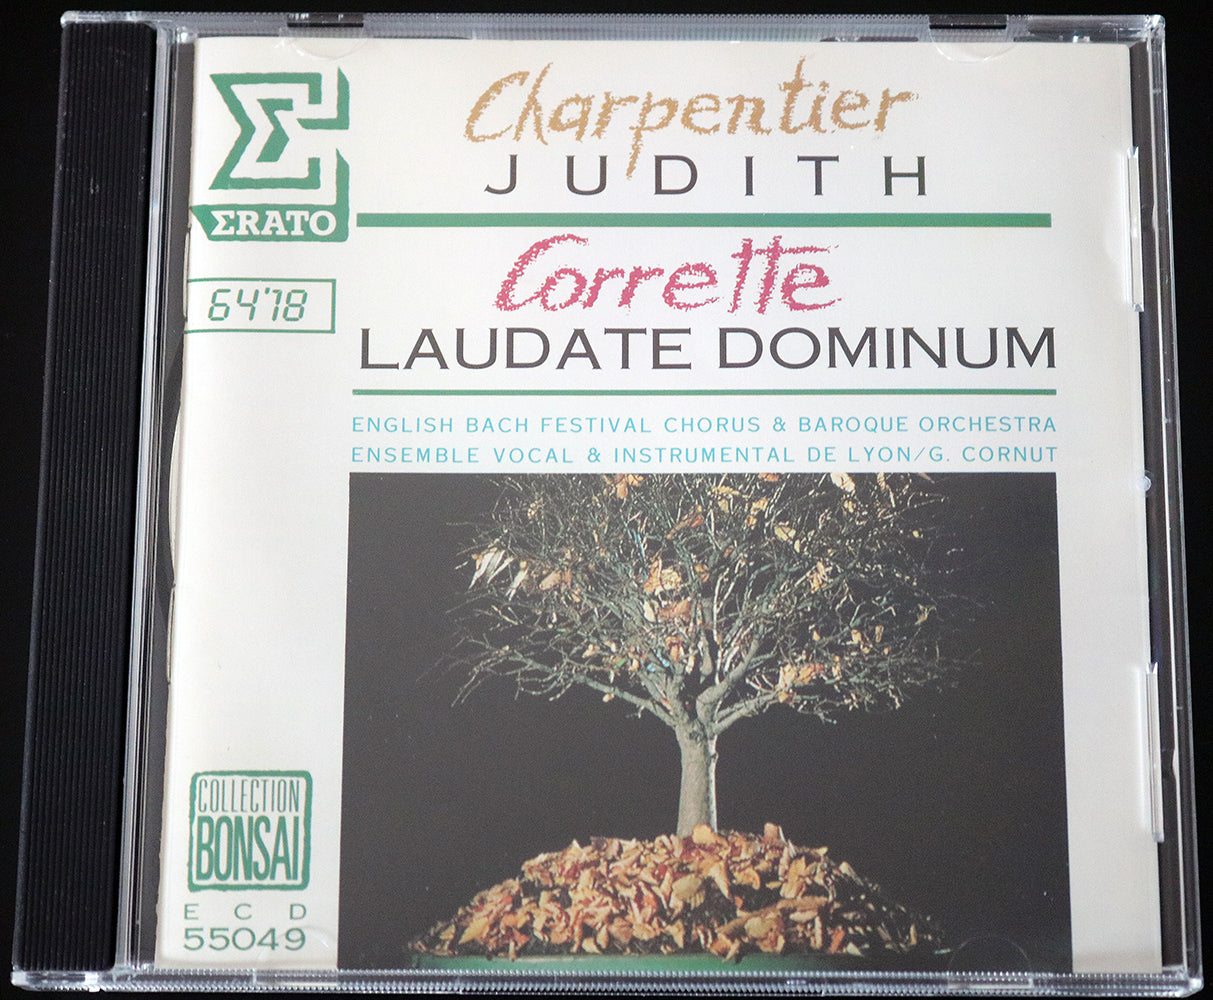 Charpentier
JUDITH
ΣRATO
Corrette
64'18
LAUDATE DOMINUM
ENGLISH BACH FESTIVAL CHORUS & BAROQUE ORCHESTRA
ENSEMBLE VOCAL & INSTRUMENTAL DE LYON/G. CORNUT
COLLECTION
BONSAI
ECD
55049